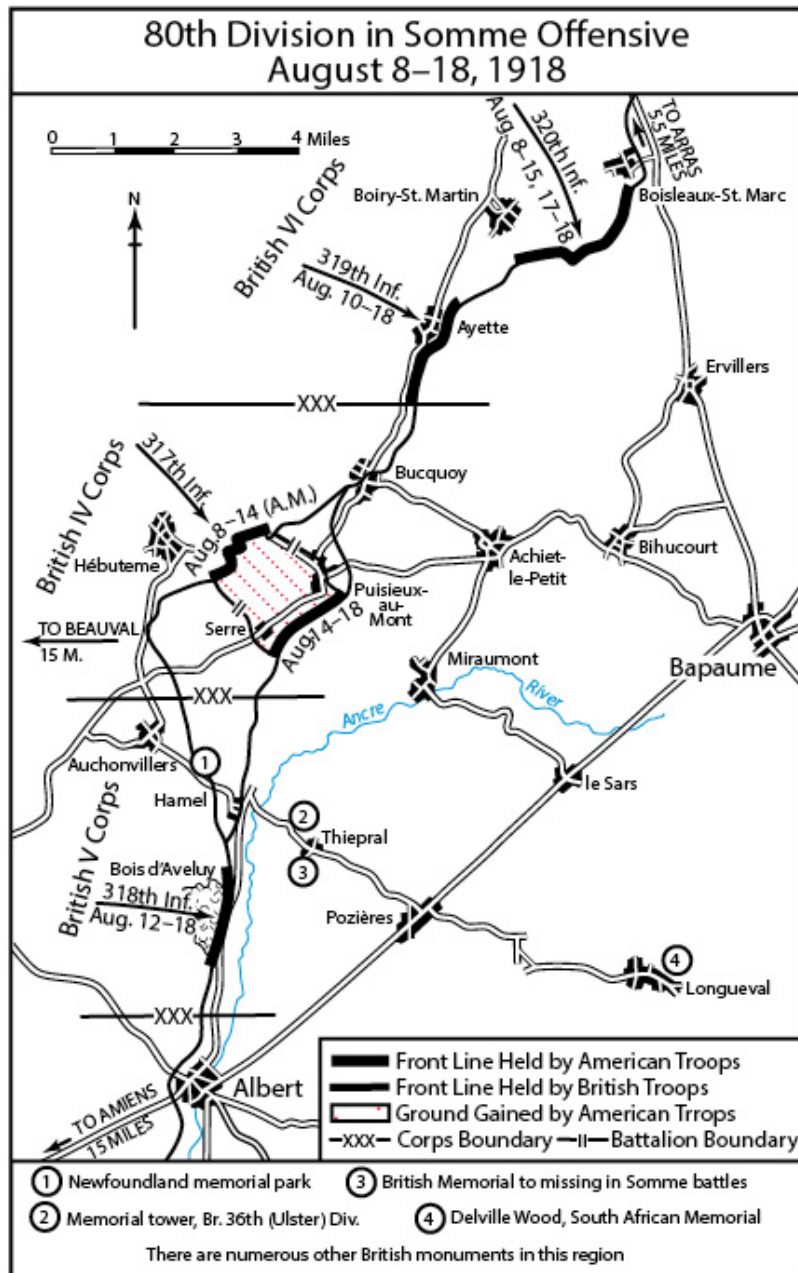 80th Division in Somme Offensive
August 8–18, 1918
0 1 2 3 4 Miles
N
British VI Corps
320th Inf.
Aug. 8–15, 17–18
TO ARRAS
5.5 MILES
Boiry-St. Martin
Boisleaux-St. Marc
319th Inf.
Aug. 10–18
Ayette
Ervillers
XXX
British IV Corps
317th Inf.
Aug. 8–14 (A.M.)
Bucquoy
Hébuteme
Achiet-
le-Petit
Bihucourt
Puisieux-
au-
Mont
Serre
Aug.14–18
TO BEAUVAL
15 M.
Miraumont
Bapaume
XXX
Ancre
River
Auchonvillers
1
Hamel
le Sars
2
Thiepral
3
British V Corps
Bois d'Aveluy
318th Inf.
Aug. 12–18
Pozières
4
Longueval
XXX
Albert
TO AMIENS
15 MILES
Front Line Held by American Troops
Front Line Held by British Troops
Ground Gained by American Trrops
XXX Corps Boundary II Battalion Boundary
1 Newfoundland memorial park 3 British Memorial to missing in Somme battles
2 Memorial tower, Br. 36th (Ulster) Div. 4 Delville Wood, South African Memorial
There are numerous other British monuments in this region